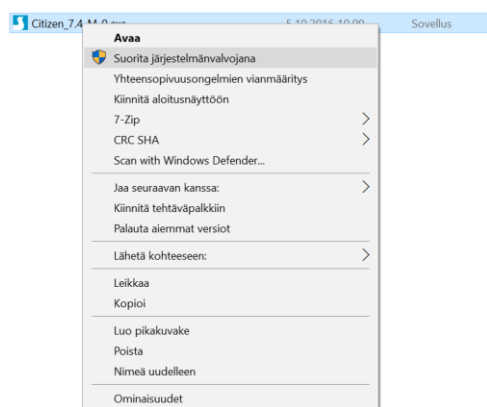 Citizen_7.4_M_0.exe 5.10.2016 10.09 Sovellus
Avaa
Suorita järjestelmänvalvojana
Yhteensopivuusongelmien vianmääritys
Kiinnitä aloitusnäyttöön
7-Zip
CRC SHA
Scan with Windows Defender...
Jaa seuraavan kanssa:
Kiinnitä tehtäväpalkkiin
Palauta aiemmat versiot
Lähetä kohteeseen:
Leikkaa
Kopioi
Luo pikakuvake
Poista
Nimeä uudelleen
Ominaisuudet